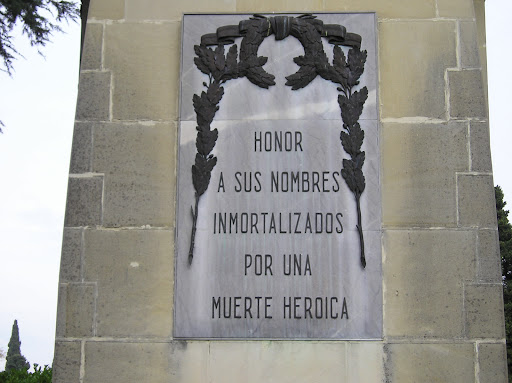 HONOR
A SUS NOMBRES
INMORTALIZADOS
POR UNA
MUERTE HEROICA